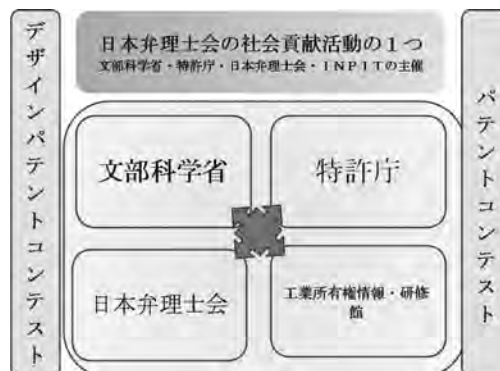 デザインパテントコンテスト
日本弁理士会の社会貢献活動の１つ
文部科学省・特許庁・日本弁理士会・ＩＮＰＩＴの主催
文部科学省
特許庁
日本弁理士会
工業所有権情報・研修
館
パテントコンテスト